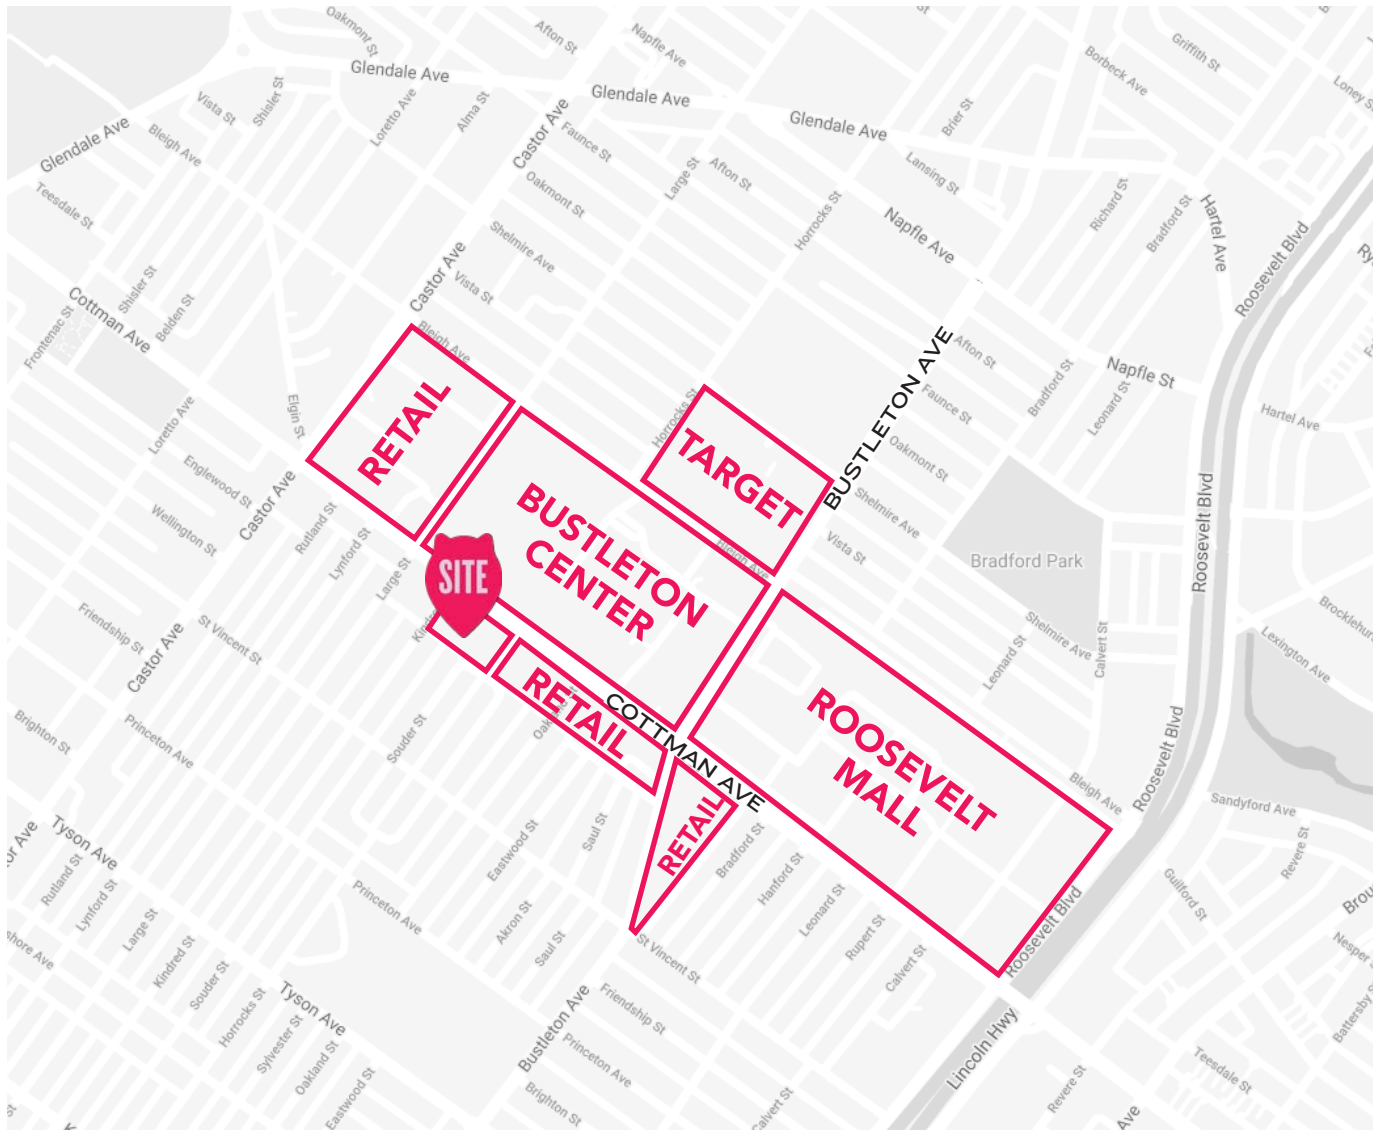 Oakmont St
Afton St
Napfle Ave
Griffith St
Borbeck Ave
Loney St
Glendale Ave
Glendale Ave
Glendale Ave
Glendale Ave
Vista St
Shisler St
Loretto Ave
Alma St
Castor Ave
Faunce St
Brier St
Bleigh Ave
Large St
Afton St
Lansing St
Teesdale St
Oakmont St
Horrocks St
Richard St
Bradford St
Hartel Ave
Napfle Ave
Roosevelt Blvd
Shelmire Ave
Castor Ave
Vista St
Shisler St
Cottman Ave
Belden St
Frontenac St
Bleigh Ave
BUSTLETON AVE
Afton St
Napfle St
Bradford St
Leonard St
Faunce St
Hartel Ave
RETAIL
Horrocks St
TARGET
Elgin St
Loretto Ave
Oakmont St
Englewood St
Castor Ave
Shelmire Ave
Roosevelt Blvd
BUSTLETON
CENTER
Wellington St
Rutland St
Lynford St
Large St
Vista St
Bleigh Ave
Bradford Park
SITE
Friendship St
St Vincent St
Castor Ave
Shelmire Ave
Calvert St
Leonard St
Lexington Ave
RETAIL
COTTMAN AVE
ROOSEVELT
MALL
Brighton St
Princeton Ave
Souder St
Roosevelt Blvd
Bleigh Ave
Sandyford Ave
RETAIL
Tyson Ave
Rutland St
Lynford St
Eastwood St
Saul St
Bradford St
Hanford St
Leonard St
Rupert St
Calvert St
Revere St
Guilford St
Roosevelt Blvd
Princeton Ave
Large St
Kindred St
Souder St
Akron St
Saul St
St Vincent St
Horrocks St
Sylvester St
Oakland St
Eastwood St
Tyson Ave
Bustleton Ave
Friendship St
Princeton Ave
Brighton St
Calvert St
Lincoln Hwy
Revere St
Teesdale St